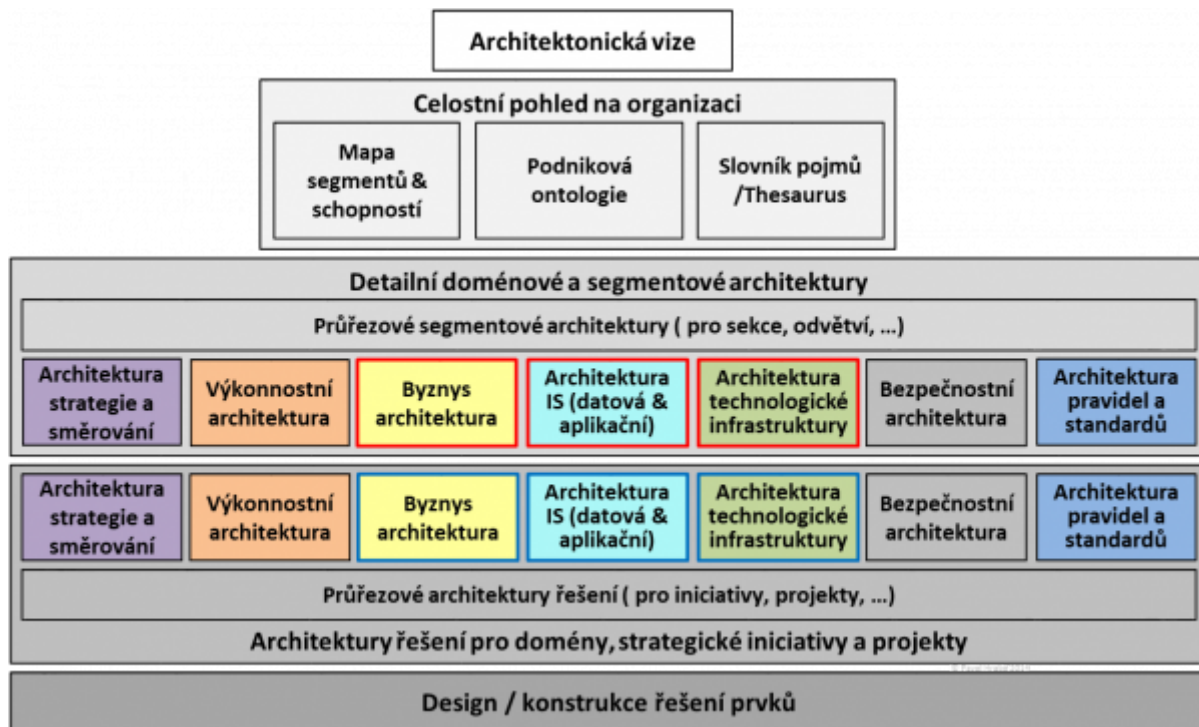 Architektonická vize
Celostní pohled na organizaci
Mapa
segmentů &
schopností
Podniková
ontologie
Slovník pojmů
/Thesaurus
Detailní doménové a segmentové architektury
Průřezové segmentové architektury ( pro sekce, odvětví, ...)
Architektura
strategie a
směrování
Výkonnostní
architektura
Byznys
architektura
Architektura
IS (datová &
aplikační)
Architektura
technologické
infrastruktury
Bezpečnostní
architektura
Architektura
pravidel a
standardů
Architektura
strategie a
směrování
Výkonnostní
architektura
Byznys
architektura
Architektura
IS (datová &
aplikační)
Architektura
technologické
infrastruktury
Bezpečnostní
architektura
Architektura
pravidel a
standardů
Průřezové architektury řešení ( pro iniciativy, projekty, ...)
Architektury řešení pro domény, strategické iniciativy a projekty
Design / konstrukce řešení prvků